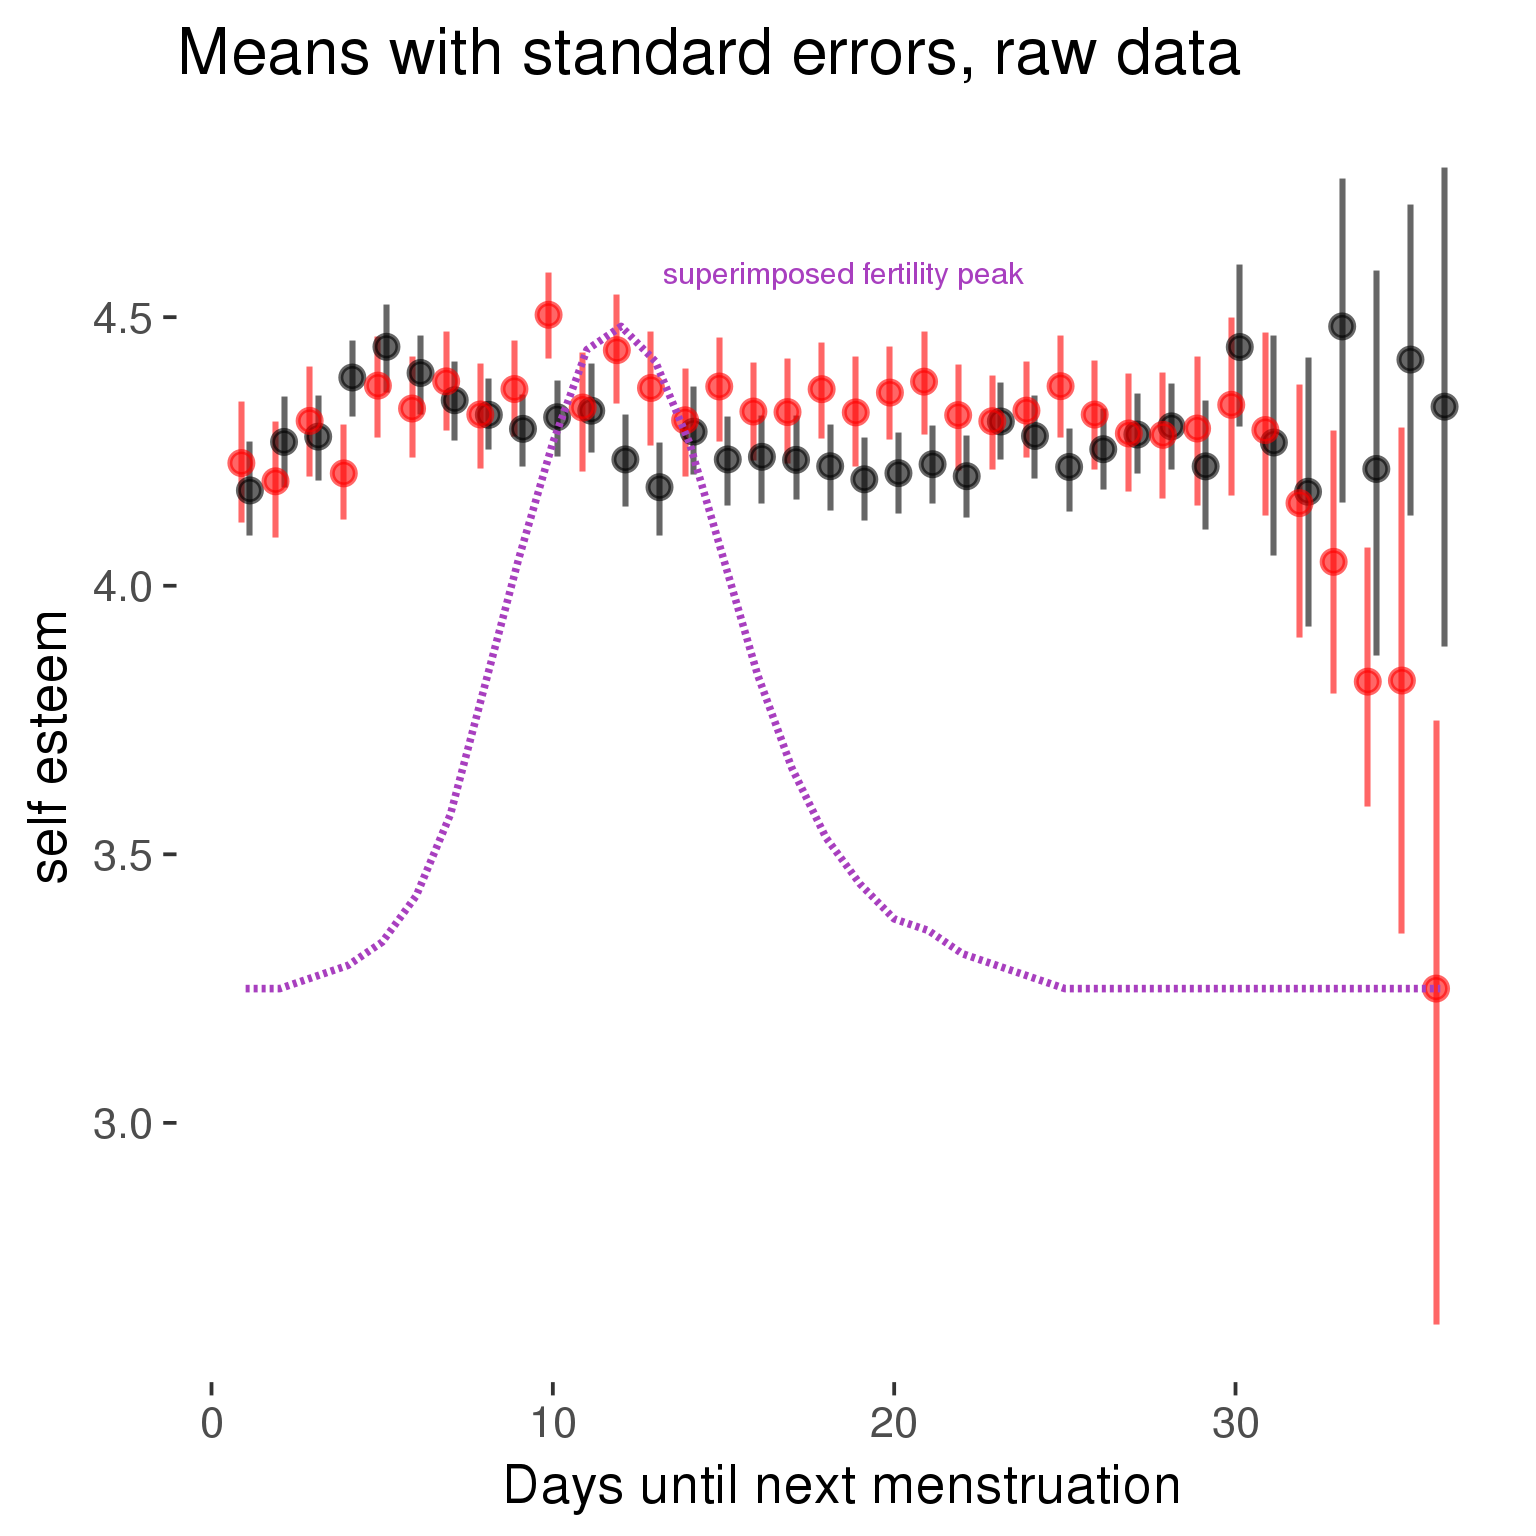 Means with standard errors, raw data
superimposed fertility peak
4.5
4.0
3.5
3.0
self esteem
0 10 20 30
Days until next menstruation